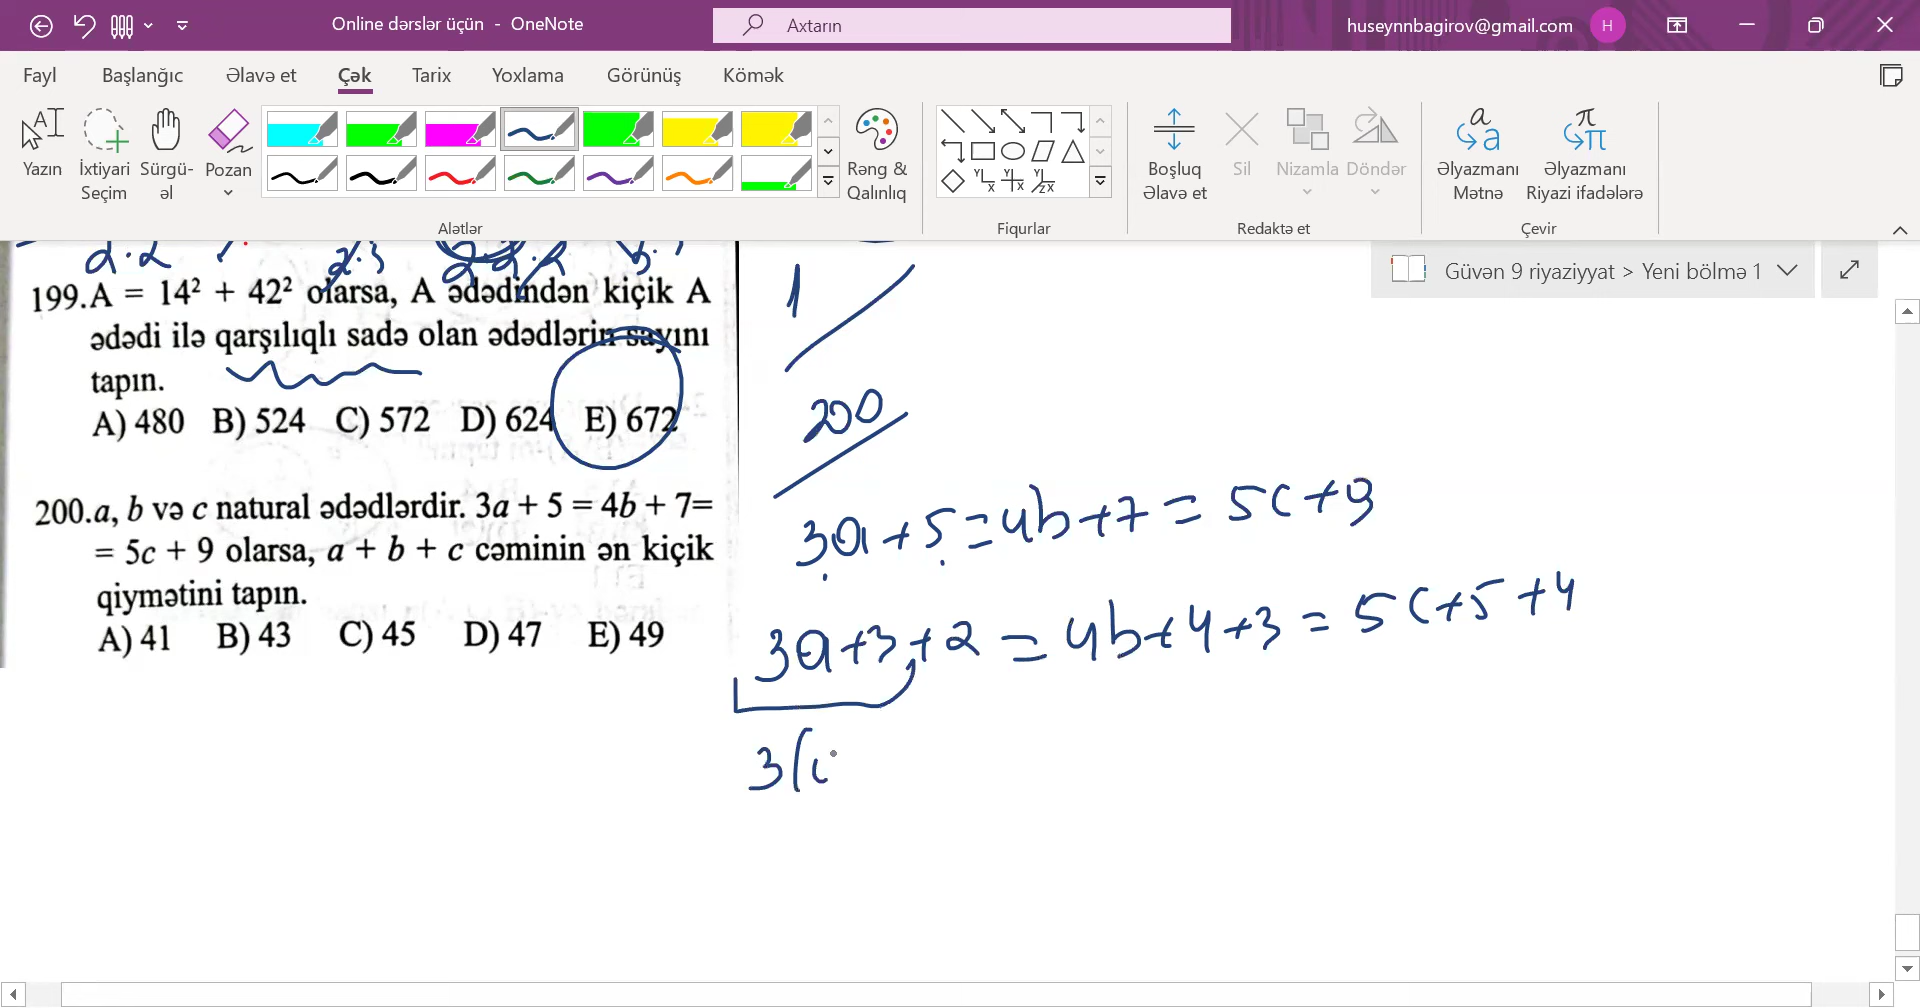 Online dərslər üçün - OneNote
Axtarın
huseynnbagirov@gmail.com H
Fayl Başlanğıc Əlavə et Çək Tarix Yoxlama Görünüş Kömək
Yazın
İxtiyari Seçim
Sürgü-əl
Pozan
Rəng & Qalınlıq
Boşluq Əlavə et
Sil
Nizamla
Döndər
Əlyazmanı Mətnə
Əlyazmanı Riyazi ifadələrə
Alətlər Fiqurlar Redaktə et Çevir
Güvən 9 riyaziyyat > Yeni bölmə 1
2·2
2·3
199.A = 14² + 42² olarsa, A ədədindən kiçik A
ədədi ilə qarşılıqlı sadə olan ədədlərin sayını
tapın.
A) 480 B) 524 C) 572 D) 624 E) 672
200.a, b və c natural ədədlərdir. 3a + 5 = 4b + 7=
= 5c + 9 olarsa, a + b + c cəminin ən kiçik
qiymətini tapın.
A) 41 B) 43 C) 45 D) 47 E) 49
1
200
3a+5=4b+7=5c+9
3a+3+2=4b+4+3=5c+5+4
3(